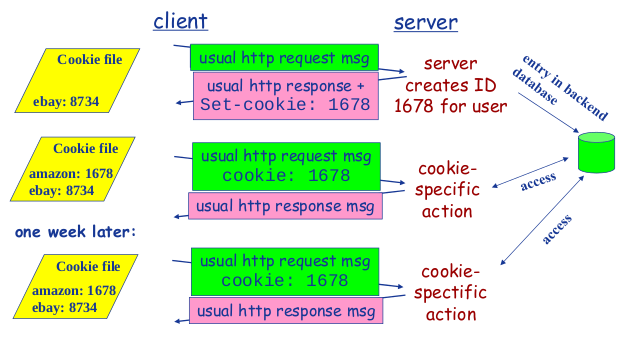 client
server
Cookie file
ebay: 8734
usual http request msg
usual http response +
Set-cookie: 1678
server
creates ID
1678 for user
entry in backend
database
Cookie file
amazon: 1678
ebay: 8734
usual http request msg
cookie: 1678
usual http response msg
cookie-
specific
action
access
access
one week later:
Cookie file
amazon: 1678
ebay: 8734
usual http request msg
cookie: 1678
usual http response msg
cookie-
spectific
action